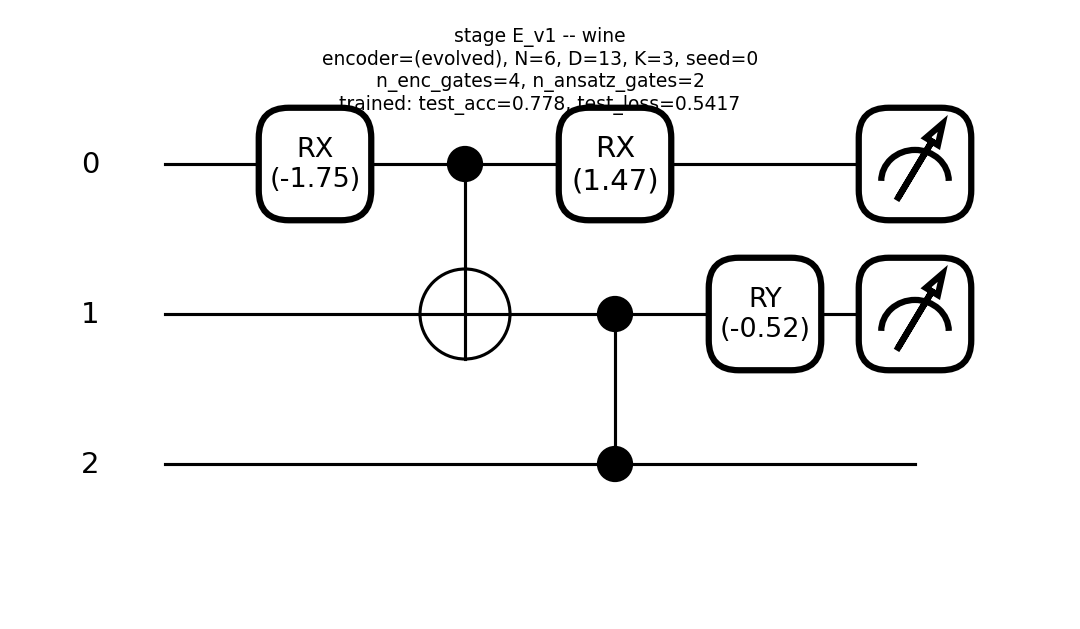 stage E_v1 -- wine
encoder=(evolved), N=6, D=13, K=3, seed=0
n_enc_gates=4, n_ansatz_gates=2
trained: test_acc=0.778, test_loss=0.5417
0
RX
(-1.75)
RX
(1.47)
1
RY
(-0.52)
2